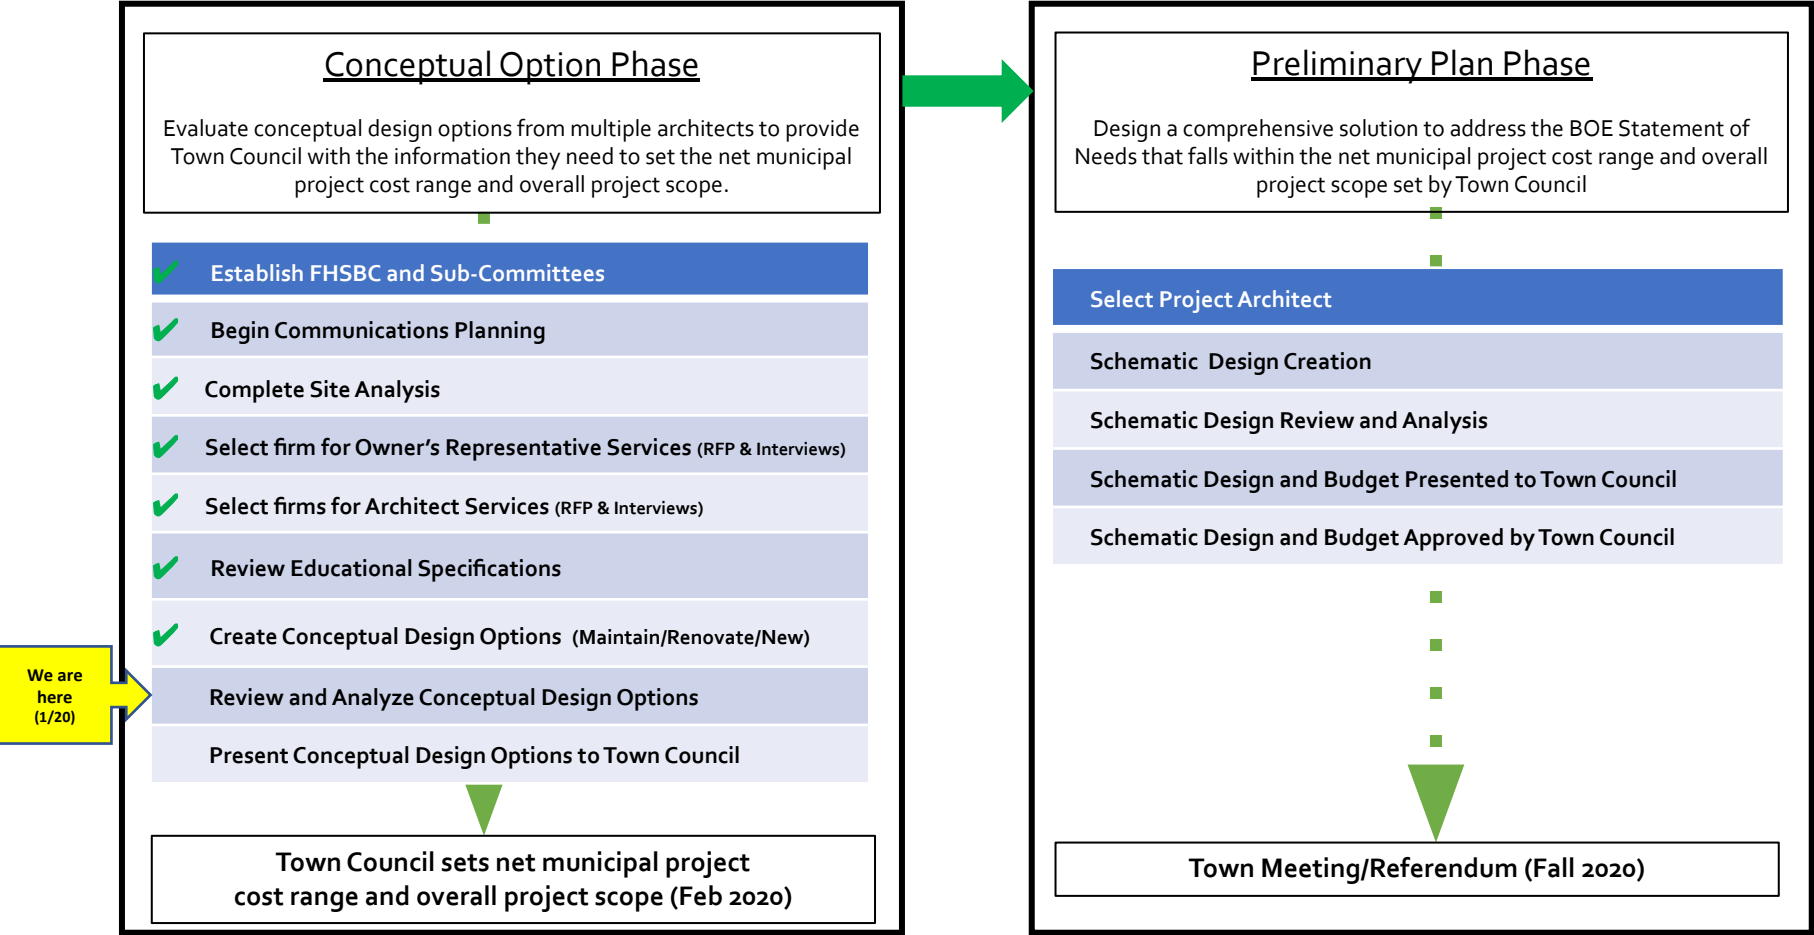 Conceptual Option Phase
Evaluate conceptual design options from multiple architects to provide
Town Council with the information they need to set the net municipal
project cost range and overall project scope.
✔ Establish FHSBC and Sub-Committees
✔ Begin Communications Planning
✔ Complete Site Analysis
✔ Select firm for Owner’s Representative Services (RFP & Interviews)
✔ Select firms for Architect Services (RFP & Interviews)
✔ Review Educational Specifications
✔ Create Conceptual Design Options (Maintain/Renovate/New)
We are
here
(1/20)
Review and Analyze Conceptual Design Options
Present Conceptual Design Options to Town Council
Town Council sets net municipal project
cost range and overall project scope (Feb 2020)
Preliminary Plan Phase
Design a comprehensive solution to address the BOE Statement of
Needs that falls within the net municipal project cost range and overall
project scope set by Town Council
Select Project Architect
Schematic Design Creation
Schematic Design Review and Analysis
Schematic Design and Budget Presented to Town Council
Schematic Design and Budget Approved by Town Council
Town Meeting/Referendum (Fall 2020)